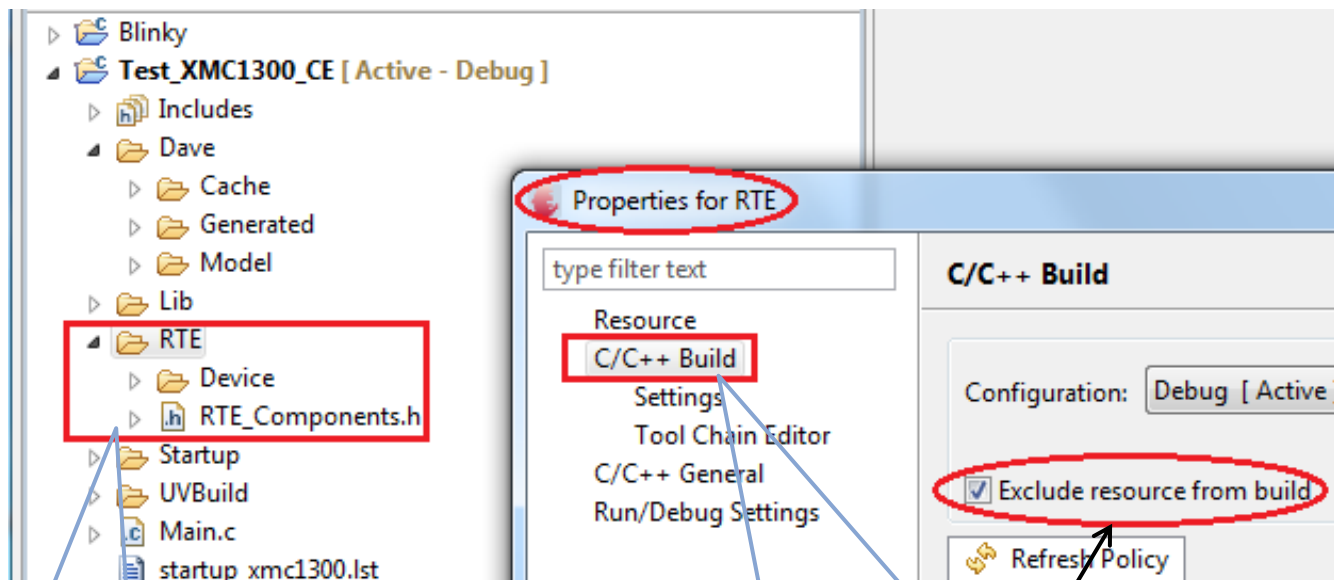 Blinky
Test_XMC1300_CE [ Active - Debug ]
Includes
Dave
Cache
Generated
Model
Lib
RTE
Device
RTE_Components.h
Startup
UVBuild
Main.c
startup_xmc1300.lst
Properties for RTE
type filter text
Resource
C/C++ Build
Settings
Tool Chain Editor
C/C++ General
Run/Debug Settings
C/C++ Build
Configuration: Debug [ Active ]
Exclude resource from build
Refresh Policy